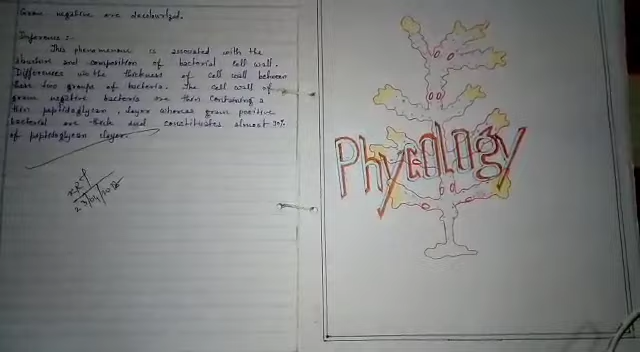 Gram negative are decolourized.
Inference :-
This phenomenon is associated with the
structure and composition of bacterial cell wall.
Differences in the thickness of cell wall between
these two groups of bacteria. The cell wall of
gram negative bacteria are thin containing a
thin peptidoglycan layer whereas gram positive
bacterial are thick and constitutes almost 90%
of peptidoglycan layer.
Phycology